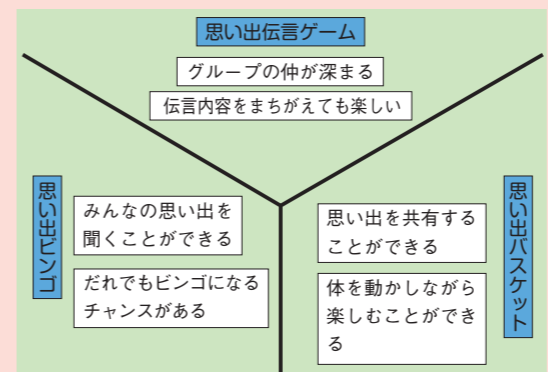 思い出伝言ゲーム
グループの仲が深まる
伝言内容をまちがえても楽しい
思い出ビンゴ
みんなの思い出を
聞くことができる
だれでもビンゴになる
チャンスがある
思い出を共有する
ことができる
体を動かしながら
楽しむことができ
る
思い出バスケット